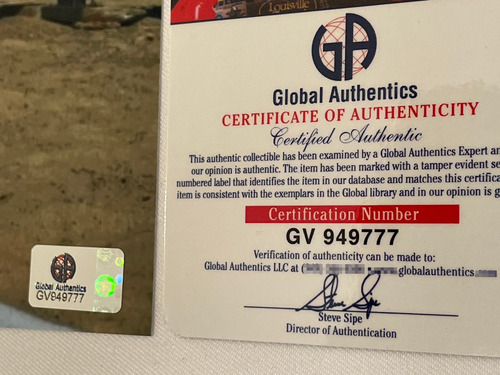 Louisville
GA
Global Authentics
CERTIFICATE OF AUTHENTICITY
Certified Authentic
This authentic collectible has been examined by a Global Authentics Expert an
our opinion is authentic. The item has been marked with a tamper evident se
numbered label that identifies the item in our database and matches this certifica
item is consistent with the exemplars in the Global library and in our opinion is g
Certification Number
GV 949777
Verification of authenticity can be made to:
Global Authentics LLC at globalauthentics
Steve Sipe
Steve Sipe
Director of Authentication
GA
Global Authentics
GV949777